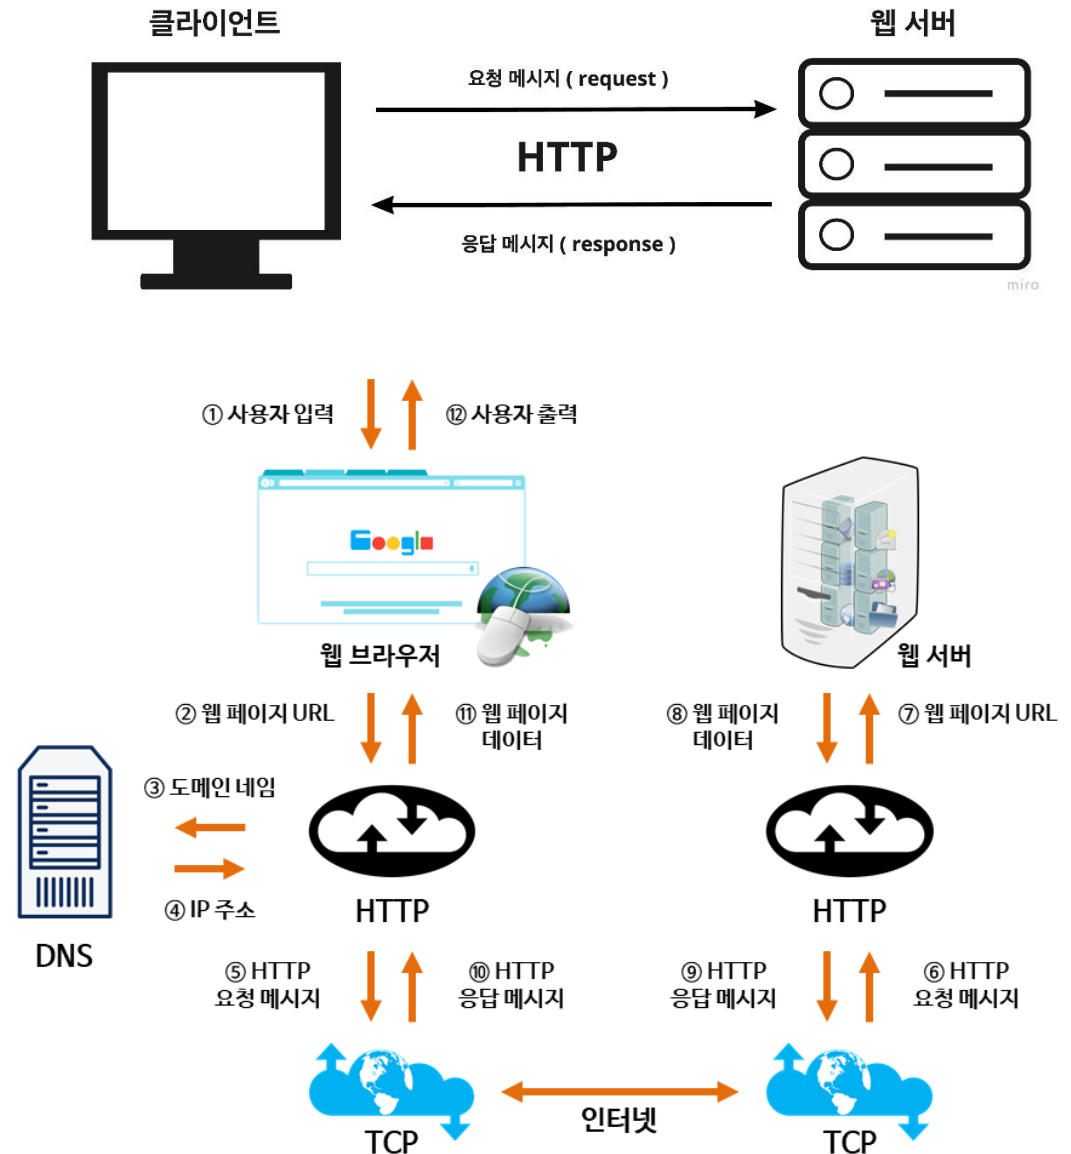 클라이언트
웹 서버
요청 메시지 ( request )
HTTP
응답 메시지 ( response )
miro
① 사용자 입력
⑫ 사용자 출력
Google
웹 브라우저
웹 서버
② 웹 페이지 URL
⑪ 웹 페이지
데이터
⑧ 웹 페이지
데이터
⑦ 웹 페이지 URL
③ 도메인 네임
④ IP 주소
DNS
HTTP
HTTP
⑤ HTTP
요청 메시지
⑩ HTTP
응답 메시지
⑨ HTTP
응답 메시지
⑥ HTTP
요청 메시지
인터넷
TCP
TCP